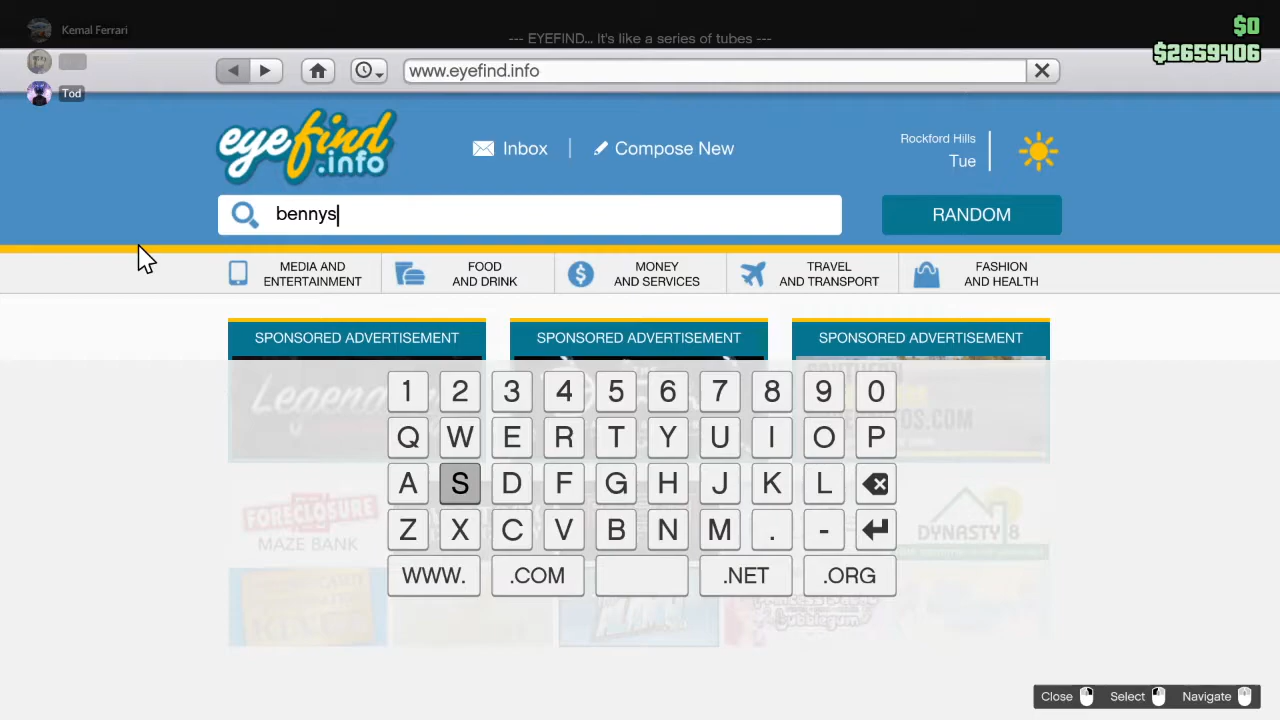 Kemal Ferrari
--- EYEFIND... It's like a series of tubes ---
$0
$2659406
www.eyefind.info
Tod
eyefind.info
Inbox
Compose New
Rockford Hills
Tue
bennys
RANDOM
MEDIA AND ENTERTAINMENT
FOOD AND DRINK
MONEY AND SERVICES
TRAVEL AND TRANSPORT
FASHION AND HEALTH
SPONSORED ADVERTISEMENT
SPONSORED ADVERTISEMENT
SPONSORED ADVERTISEMENT
Legendary
SOUTHERN
1 2 3 4 5 6 7 8 9 0
Q W E R T Y U I O P
A S D F G H J K L
Z X C V B N M . -
WWW. .COM .NET .ORG
FORECLOSURE
MAZE BANK
DYNASTY 8
Close Select Navigate